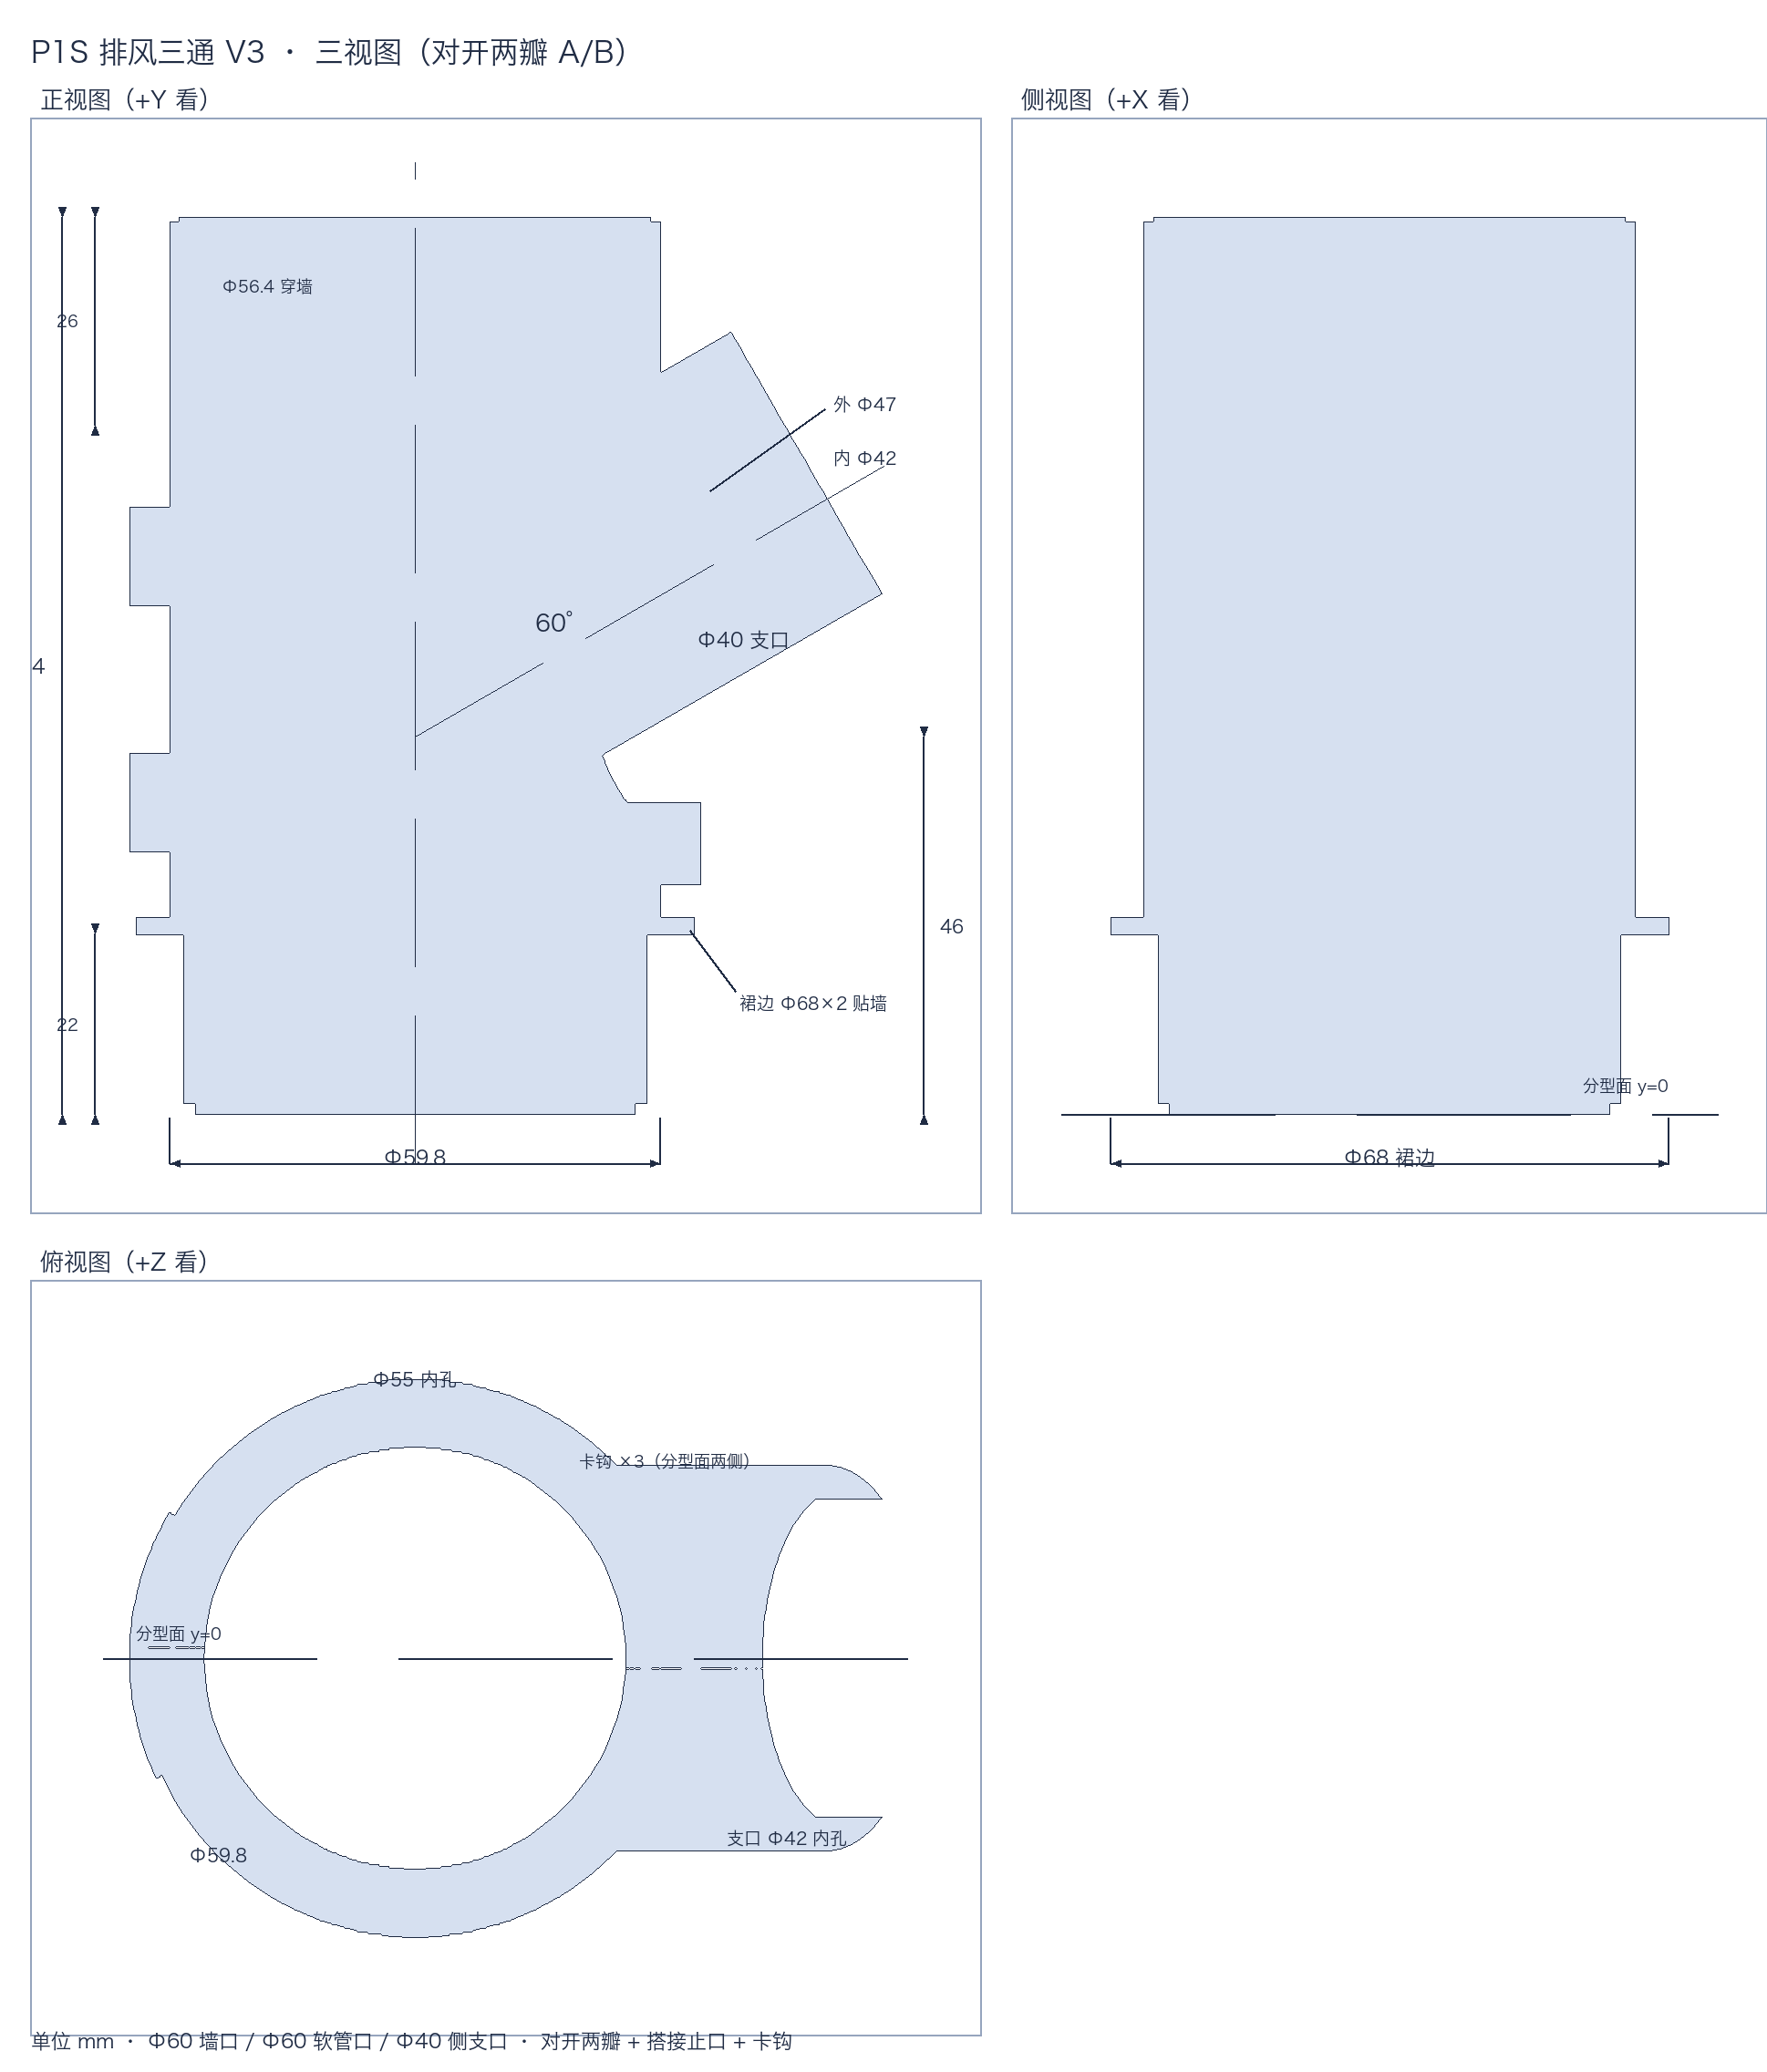 P1S 排风三通 V3 · 三视图（对开两瓣 A/B）
正视图（+Y 看）
侧视图（+X 看）
Φ56.4 穿墙
26
外 Φ47
内 Φ42
60°
Φ40 支口
4
46
裙边 Φ68×2 贴墙
22
Φ59.8
分型面 y=0
Φ68 裙边
俯视图（+Z 看）
Φ55 内孔
卡钩 ×3（分型面两侧）
分型面 y=0
支口 Φ42 内孔
Φ59.8
单位 mm · Φ60 墙口 / Φ60 软管口 / Φ40 侧支口 · 对开两瓣 + 搭接止口 + 卡钩